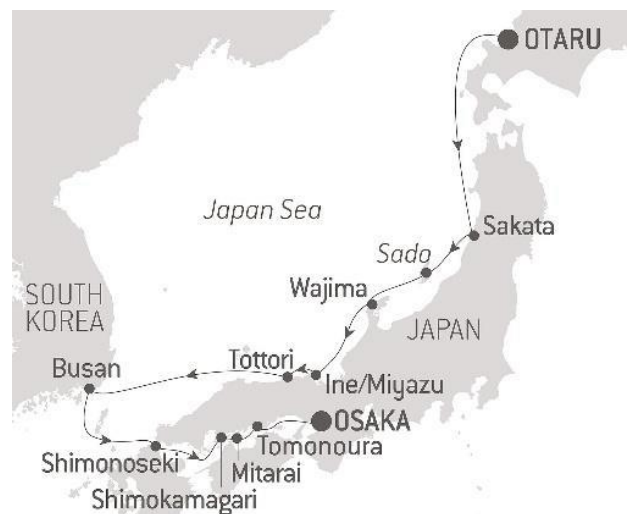 OTARU
Japan Sea
Sakata
Sado
Wajima
SOUTH
KOREA
JAPAN
Tottori
Busan
Ine/Miyazu
OSAKA
Tomonoura
Shimonoseki
Mitarai
Shimokamagari